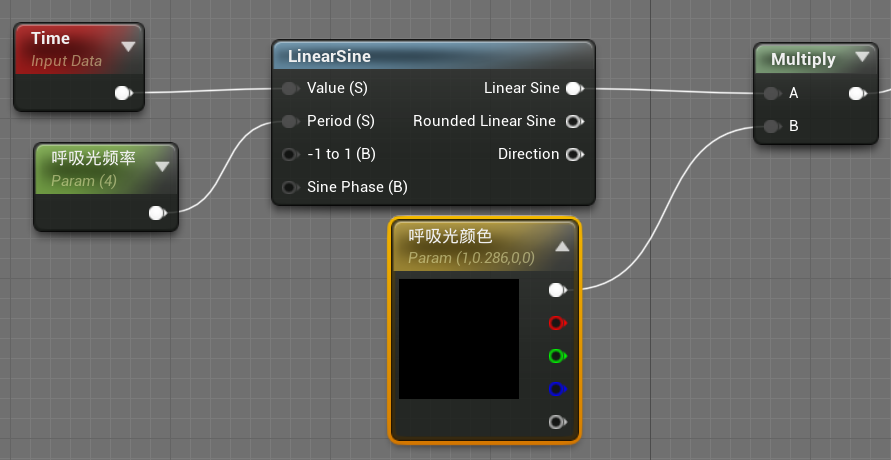 Time
Input Data
呼吸光频率
Param (4)
LinearSine
Value (S)
Linear Sine
Period (S)
Rounded Linear Sine
-1 to 1 (B)
Direction
Sine Phase (B)
呼吸光颜色
Param (1,0.286,0,0)
Multiply
A
B